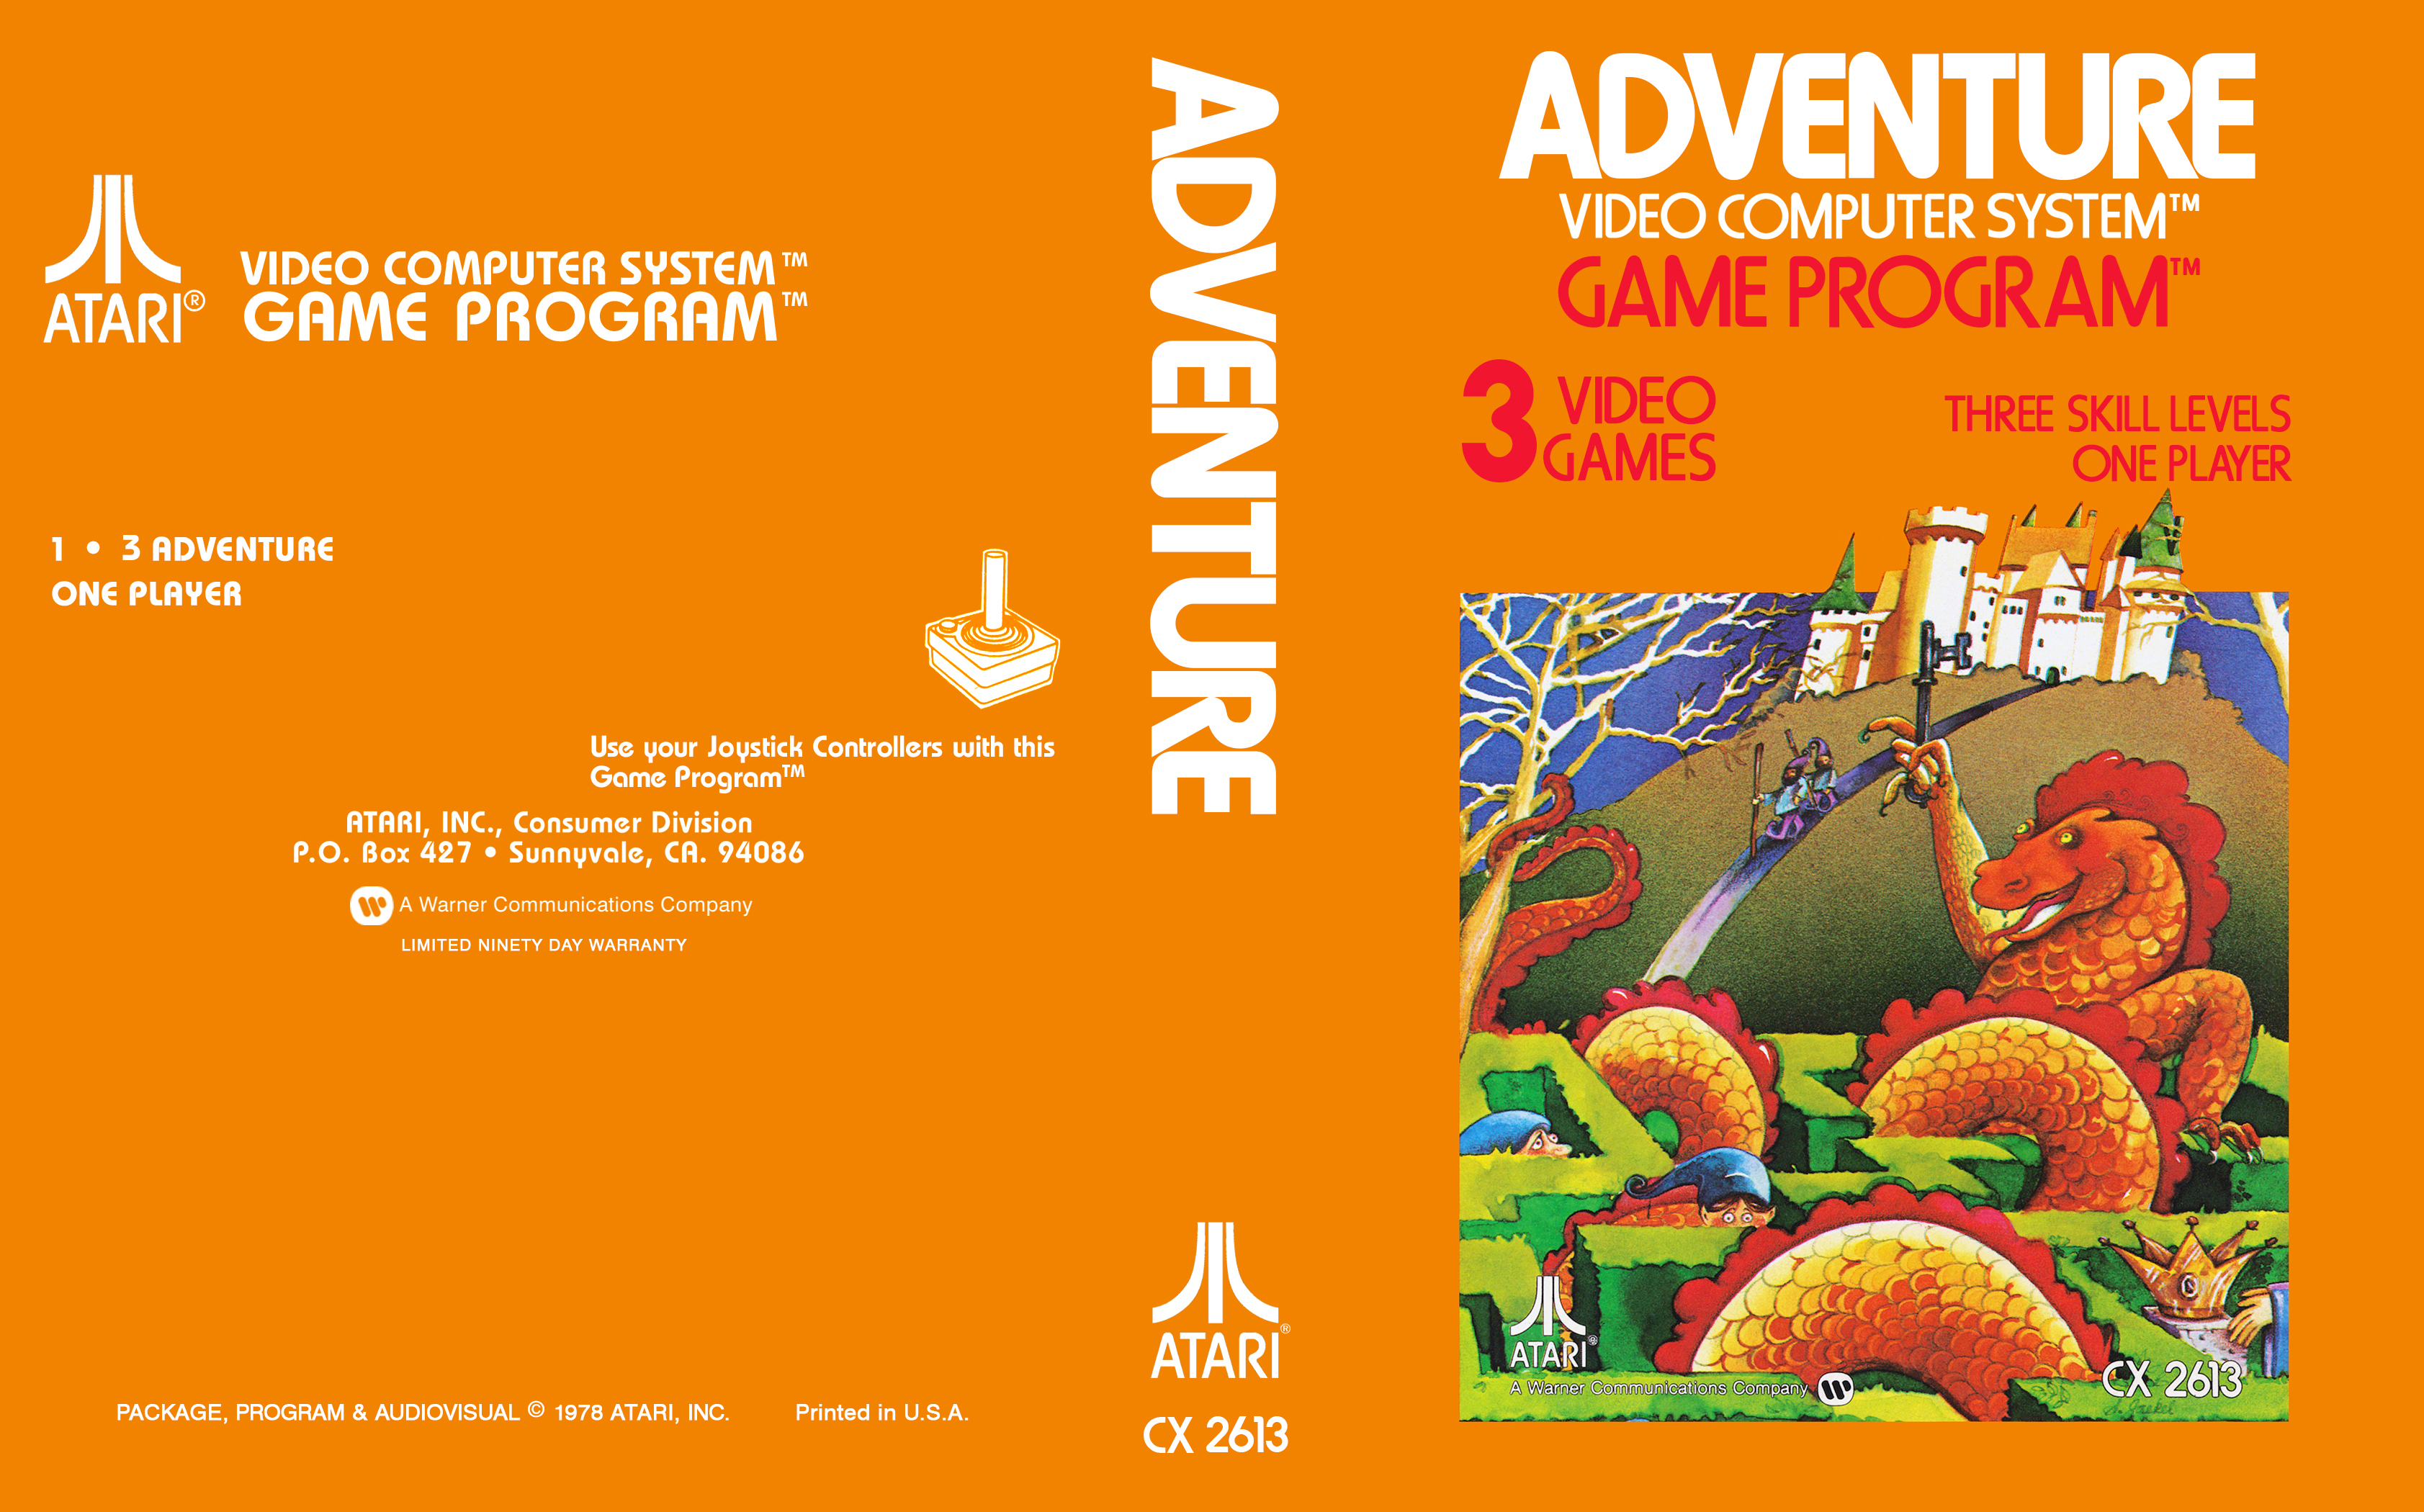 ATARI®
VIDEO COMPUTER SYSTEM™
GAME PROGRAM™
1 • 3 ADVENTURE
ONE PLAYER
Use your Joystick Controllers with this
Game Program™
ATARI, INC., Consumer Division
P.O. Box 427 • Sunnyvale, CA. 94086
A Warner Communications Company
LIMITED NINETY DAY WARRANTY
PACKAGE, PROGRAM & AUDIOVISUAL © 1978 ATARI, INC.
Printed in U.S.A.
ADVENTURE
ATARI®
CX 2613
ADVENTURE
VIDEO COMPUTER SYSTEM™
GAME PROGRAM™
3 VIDEO
GAMES
THREE SKILL LEVELS
ONE PLAYER
ATARI®
A Warner Communications Company
CX 2613